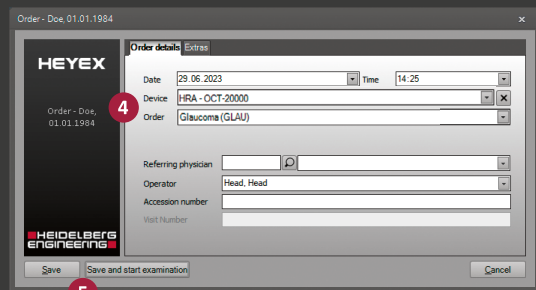 Order - Doe, 01.01.1984
×
HEYEX
Order - Doe,
01.01.1984
HEIDELBERG
ENGINEERING
Order details Extras
Date 29.06.2023 Time 14:25
4
Device HRA - OCT-20000
Order Glaucoma (GLAU)
Referring physician
Operator Head, Head
Accession number
Visit Number
Save Save and start examination Cancel
5